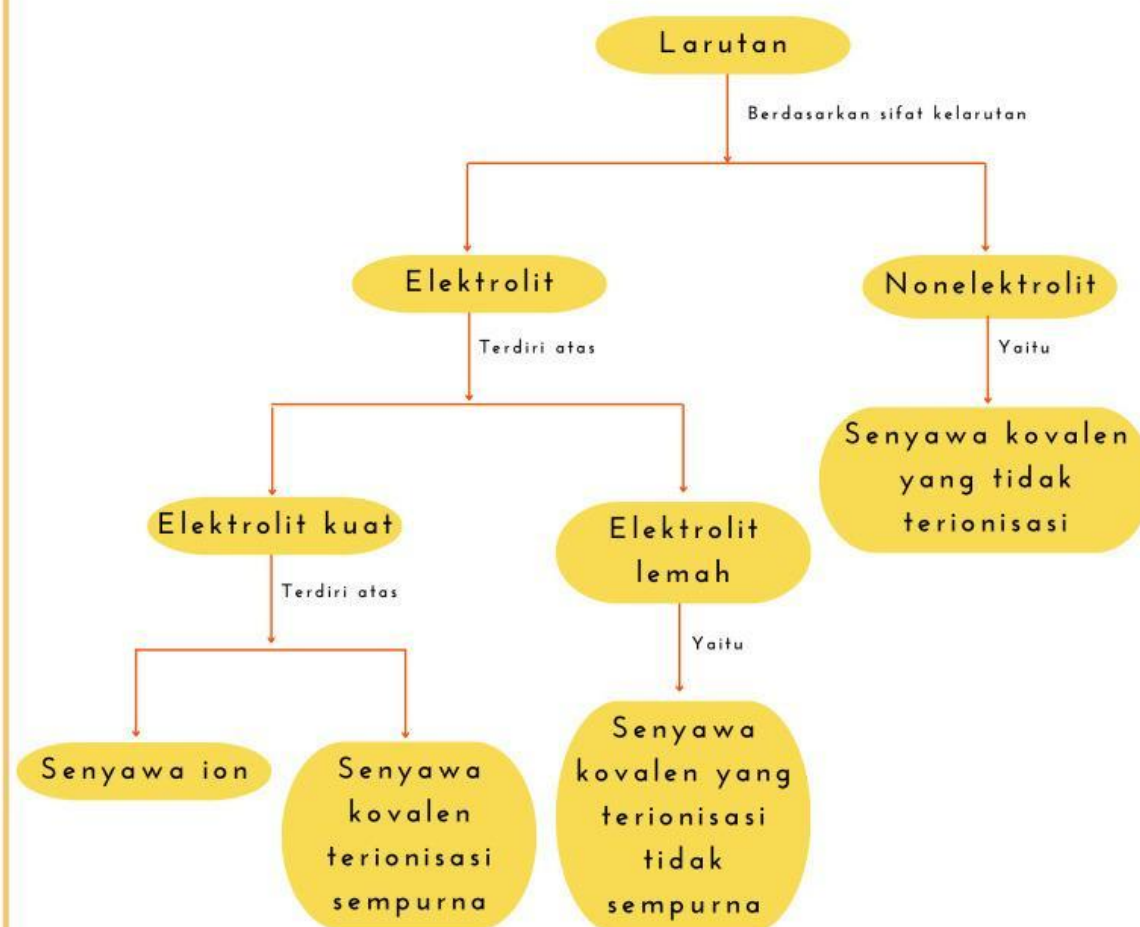 Larutan
Berdasarkan sifat kelarutan
Elektrolit
Nonelektrolit
Terdiri atas
Yaitu
Senyawa kovalen
yang tidak
terionisasi
Elektrolit kuat
Elektrolit
lemah
Terdiri atas
Yaitu
Senyawa ion
Senyawa
kovalen
terionisasi
sempurna
Senyawa
kovalen yang
terionisasi
tidak
sempurna